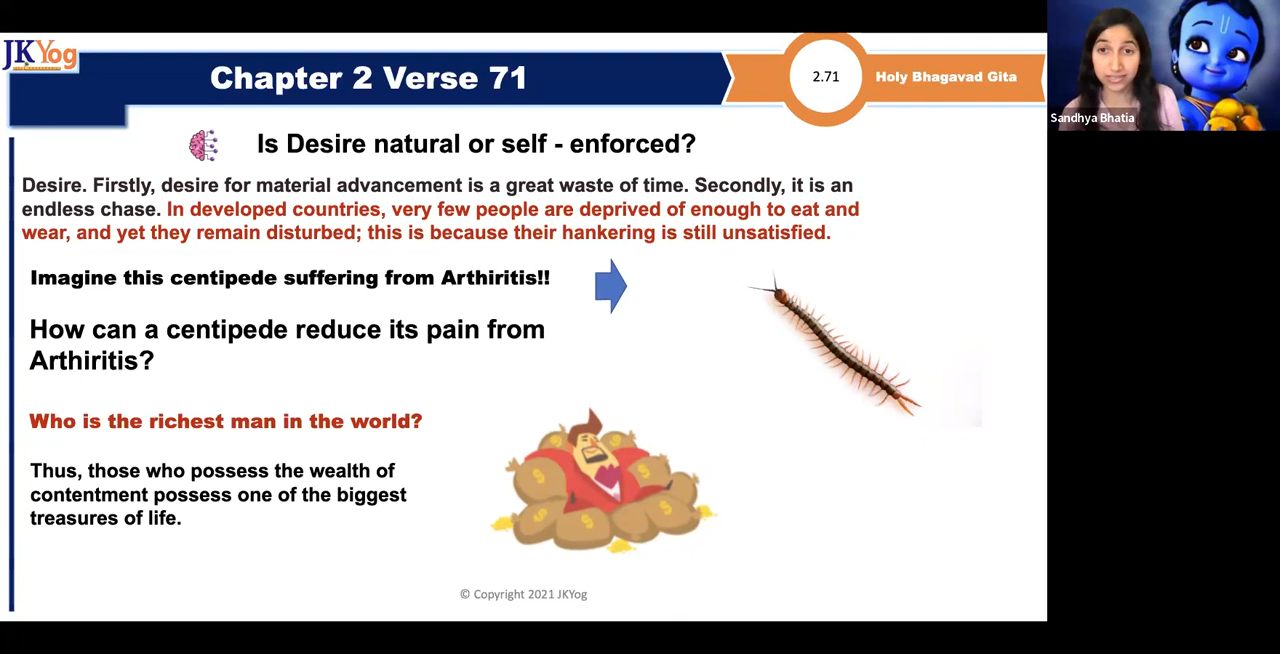 JKYog
Chapter 2 Verse 71
2.71
Holy Bhagavad Gita
Sandhya Bhatia
Is Desire natural or self - enforced?
Desire. Firstly, desire for material advancement is a great waste of time. Secondly, it is an
endless chase. In developed countries, very few people are deprived of enough to eat and
wear, and yet they remain disturbed; this is because their hankering is still unsatisfied.
Imagine this centipede suffering from Arthiritis!!
How can a centipede reduce its pain from
Arthiritis?
Who is the richest man in the world?
Thus, those who possess the wealth of
contentment possess one of the biggest
treasures of life.
© Copyright 2021 JKYog